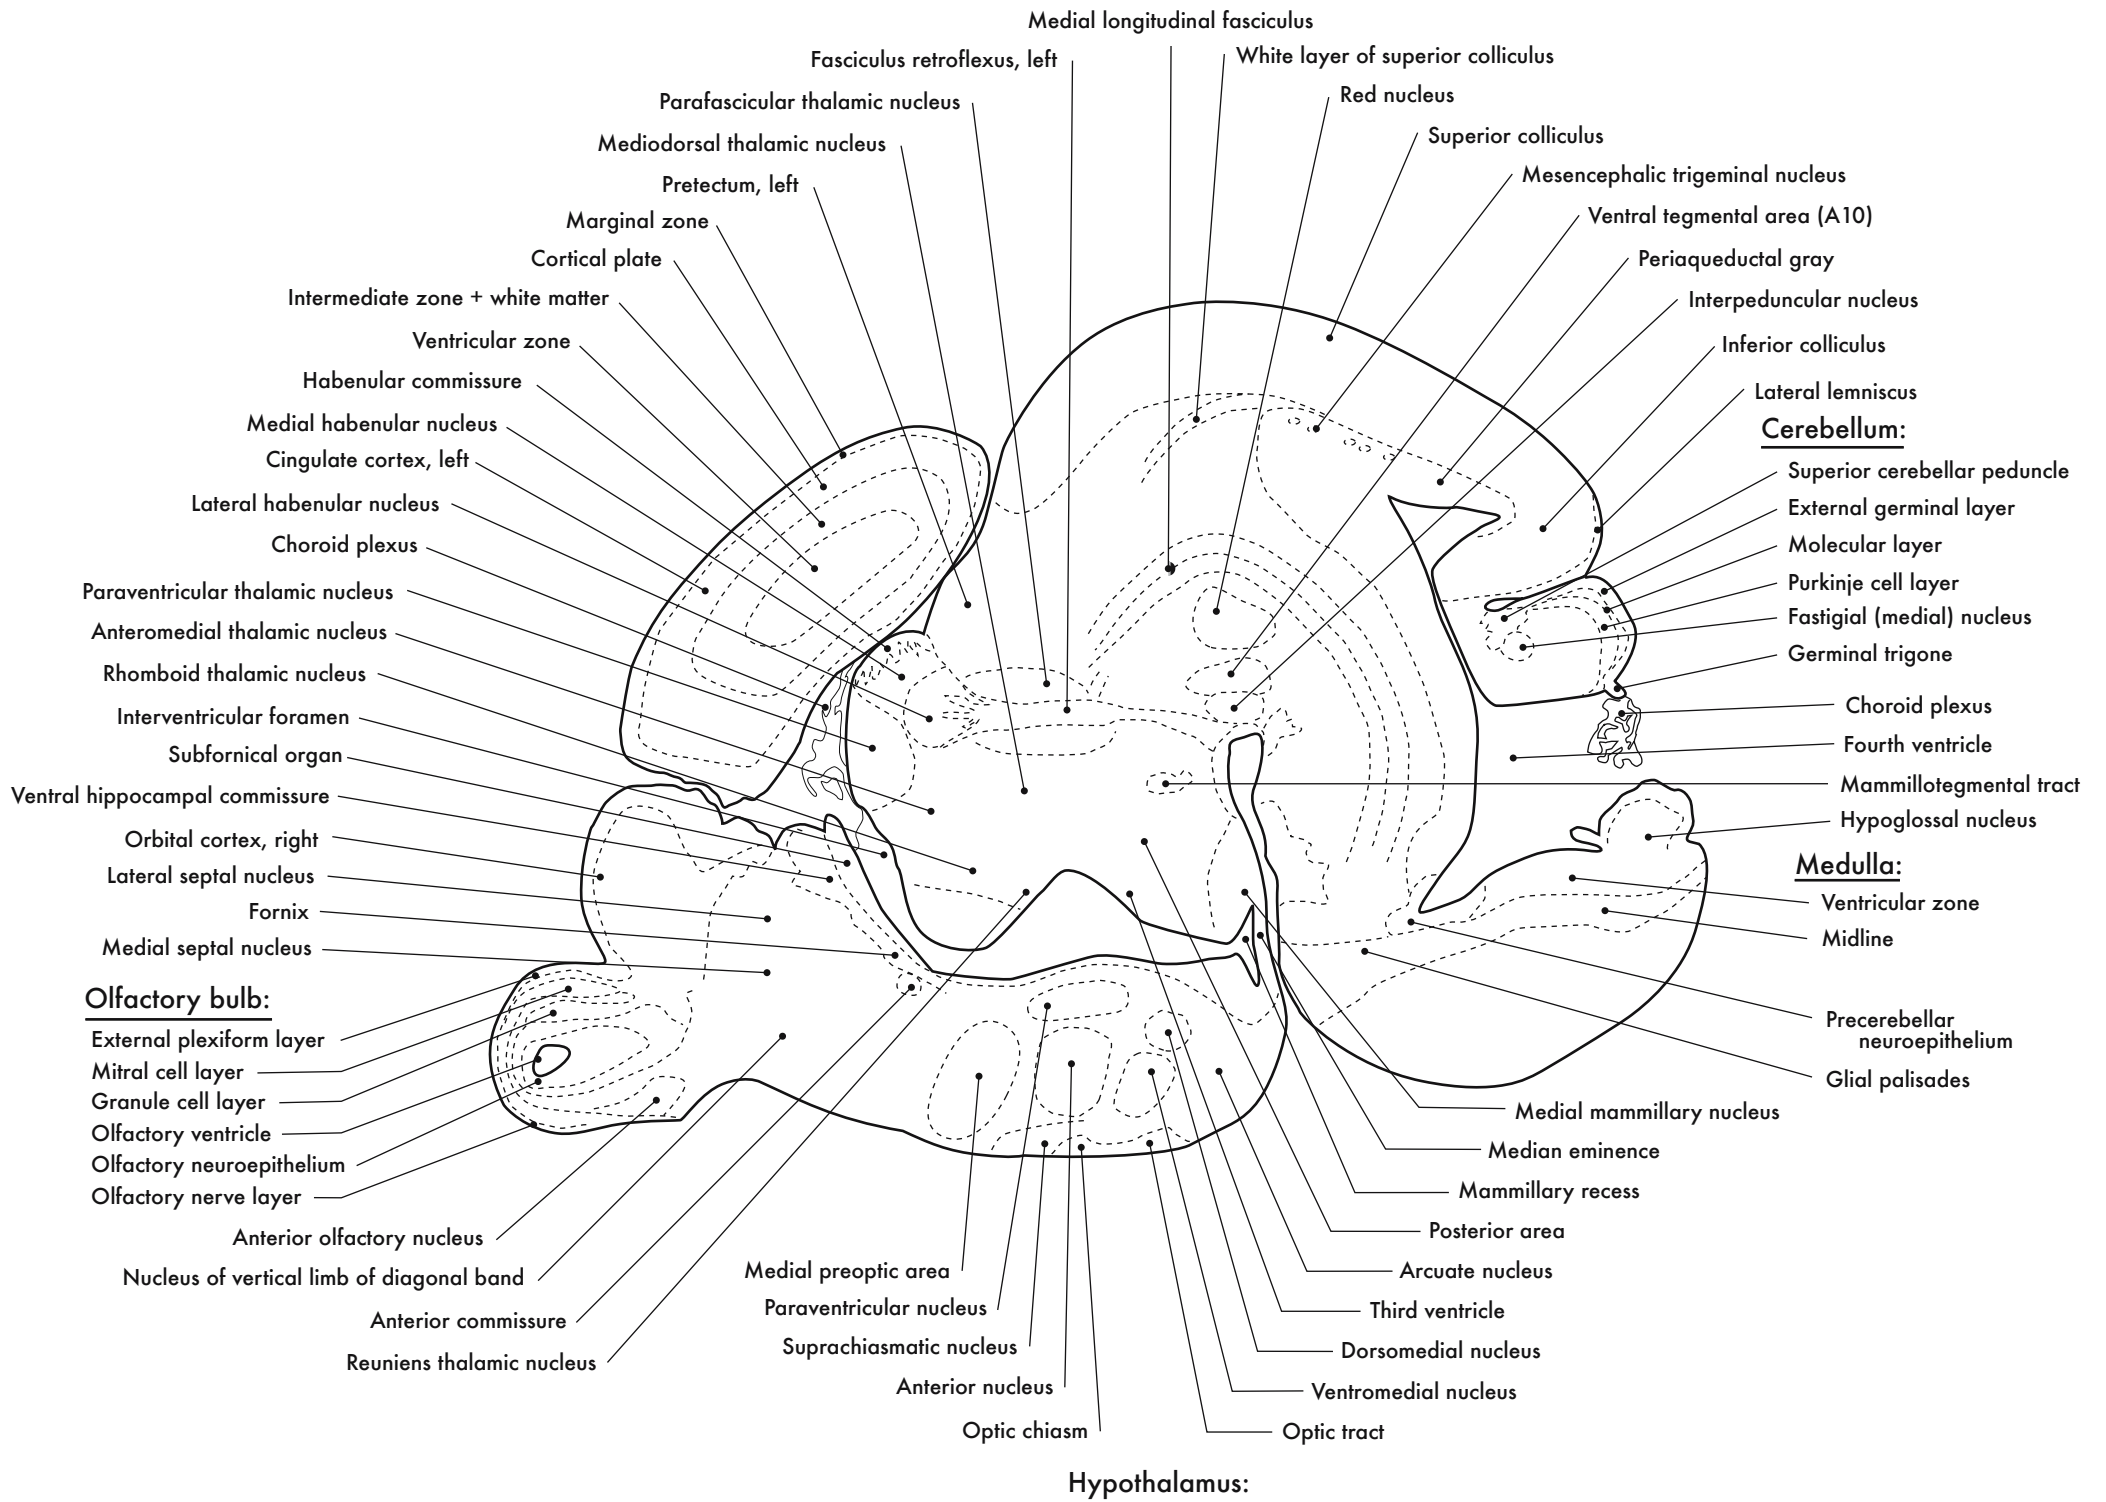 Medial longitudinal fasciculus
Fasciculus retroflexus, left
White layer of superior colliculus
Parafascicular thalamic nucleus
Red nucleus
Mediodorsal thalamic nucleus
Superior colliculus
Pretectum, left
Mesencephalic trigeminal nucleus
Marginal zone
Ventral tegmental area (A10)
Cortical plate
Periaqueductal gray
Intermediate zone + white matter
Interpeduncular nucleus
Ventricular zone
Inferior colliculus
Habenular commissure
Lateral lemniscus
Medial habenular nucleus
Cerebellum:
Cingulate cortex, left
Superior cerebellar peduncle
Lateral habenular nucleus
External germinal layer
Choroid plexus
Molecular layer
Paraventricular thalamic nucleus
Purkinje cell layer
Anteromedial thalamic nucleus
Fastigial (medial) nucleus
Rhomboid thalamic nucleus
Germinal trigone
Interventricular foramen
Choroid plexus
Subfornical organ
Fourth ventricle
Ventral hippocampal commissure
Mammillotegmental tract
Orbital cortex, right
Hypoglossal nucleus
Lateral septal nucleus
Medulla:
Fornix
Ventricular zone
Medial septal nucleus
Midline
Olfactory bulb:
External plexiform layer
Precerebellar
neuroepithelium
Mitral cell layer
Glial palisades
Granule cell layer
Medial mammillary nucleus
Olfactory ventricle
Median eminence
Olfactory neuroepithelium
Mammillary recess
Olfactory nerve layer
Posterior area
Anterior olfactory nucleus
Arcuate nucleus
Nucleus of vertical limb of diagonal band
Medial preoptic area
Third ventricle
Anterior commissure
Paraventricular nucleus
Dorsomedial nucleus
Reuniens thalamic nucleus
Suprachiasmatic nucleus
Ventromedial nucleus
Anterior nucleus
Optic chiasm
Optic tract
Hypothalamus: